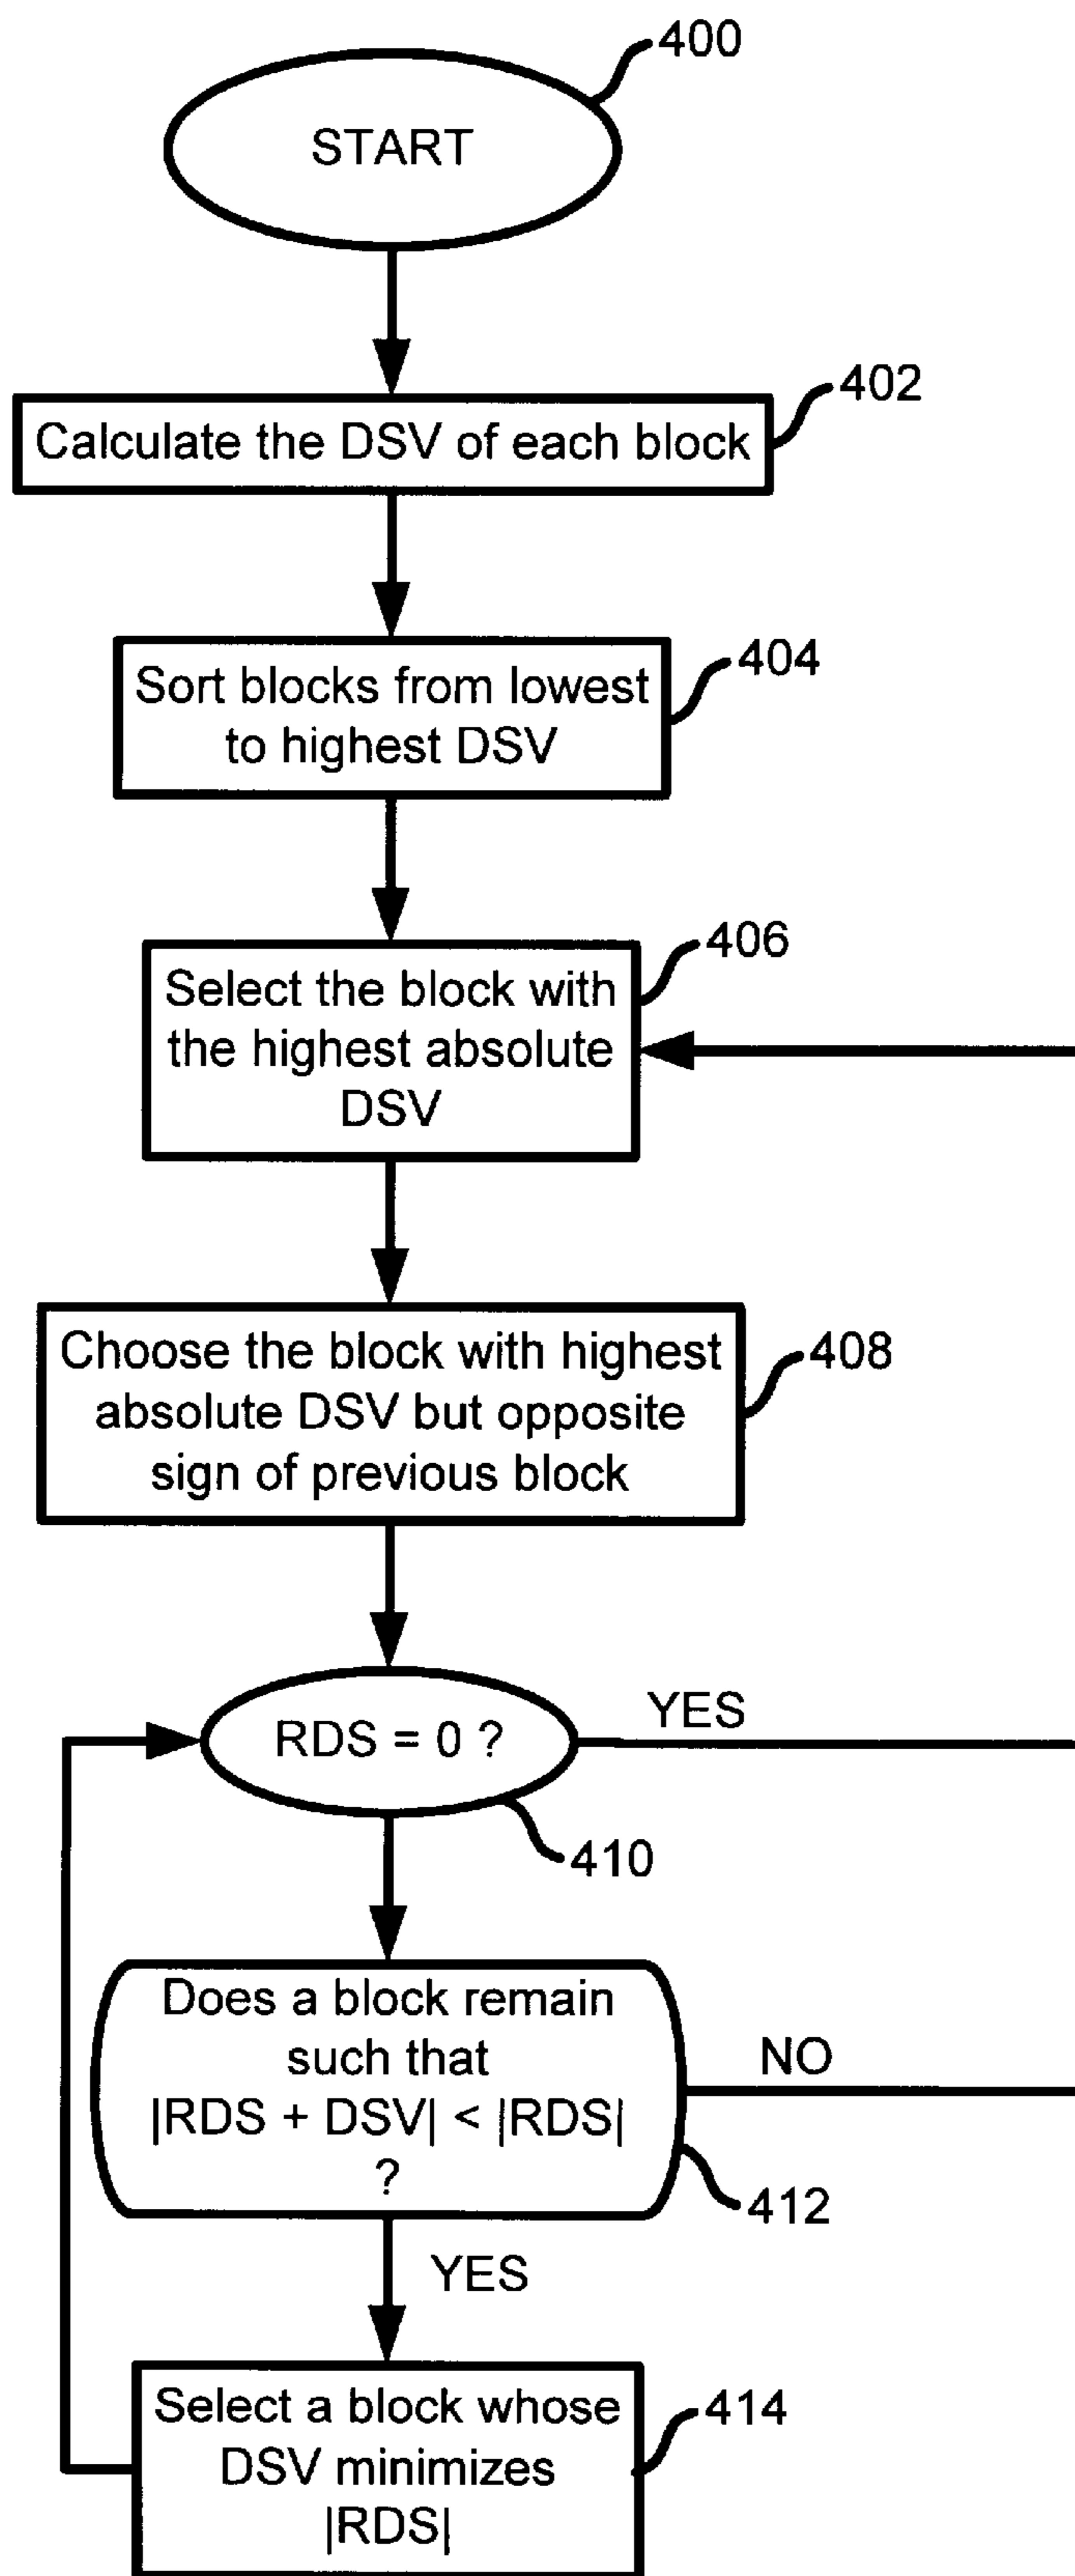 400
START
402
Calculate the DSV of each block
404
Sort blocks from lowest
to highest DSV
406
Select the block with
the highest absolute
DSV
Choose the block with highest
absolute DSV but opposite
sign of previous block
408
RDS = 0 ?
YES
410
Does a block remain
such that
|RDS + DSV| < |RDS|
?
NO
412
YES
Select a block whose
DSV minimizes
|RDS|
414